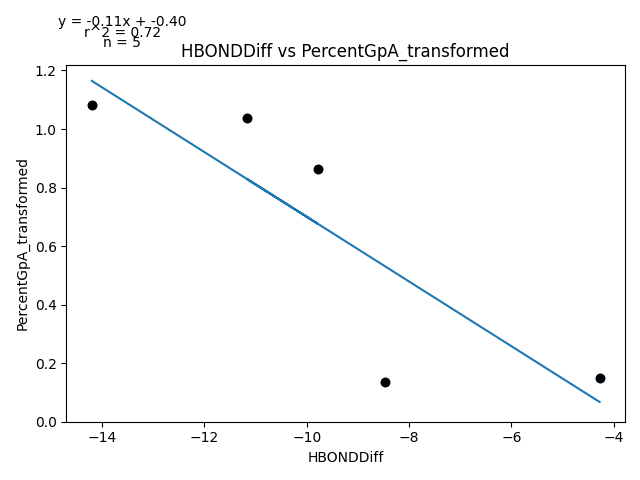 y = -0.11x + -0.40
r^2 = 0.72
n = 5
HBONDDiff vs PercentGpA_transformed
1.2
1.0
0.8
0.6
0.4
0.2
0.0
PercentGpA_transformed
−14 −12 −10 −8 −6 −4
HBONDDiff